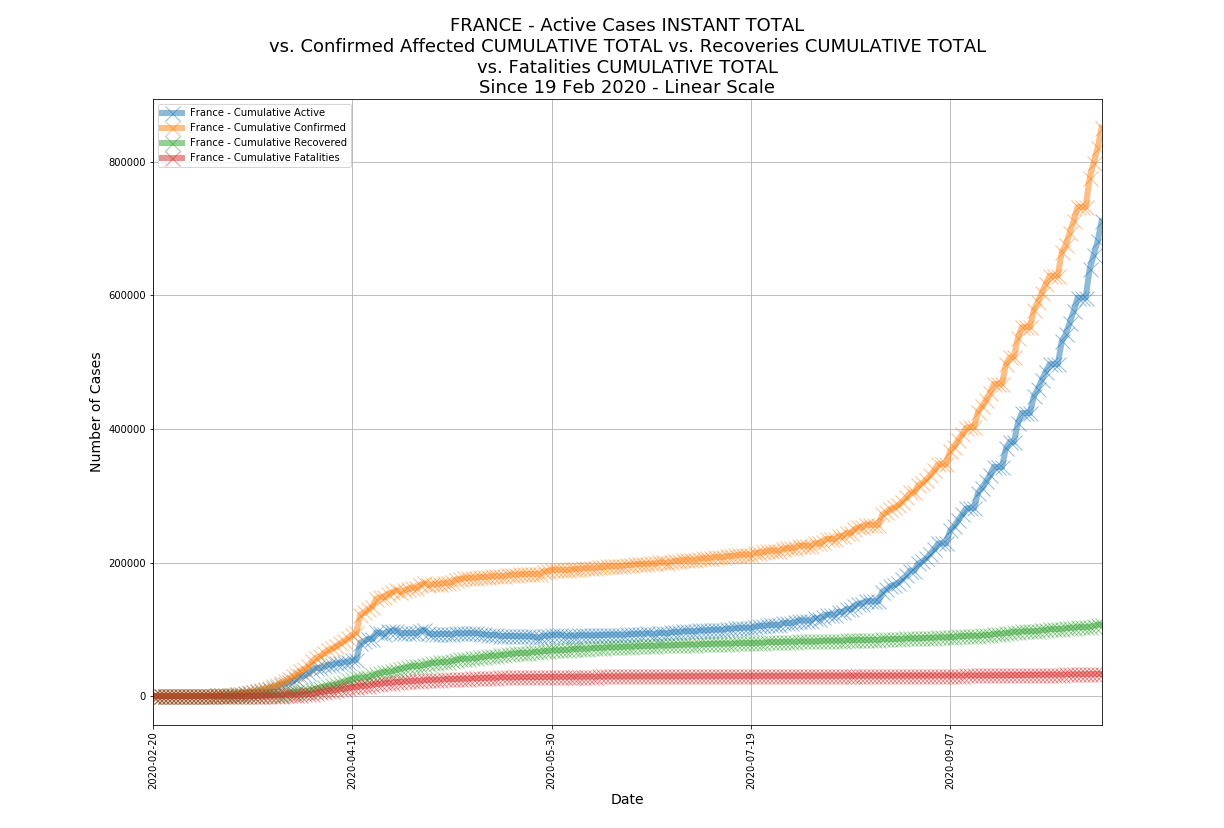 FRANCE - Active Cases INSTANT TOTAL
vs. Confirmed Affected CUMULATIVE TOTAL vs. Recoveries CUMULATIVE TOTAL
vs. Fatalities CUMULATIVE TOTAL
Since 19 Feb 2020 - Linear Scale
France - Cumulative Active
France - Cumulative Confirmed
France - Cumulative Recovered
France - Cumulative Fatalities
Number of Cases
800000
600000
400000
200000
0
2020-02-20
2020-04-10
2020-05-30
2020-07-19
2020-09-07
Date